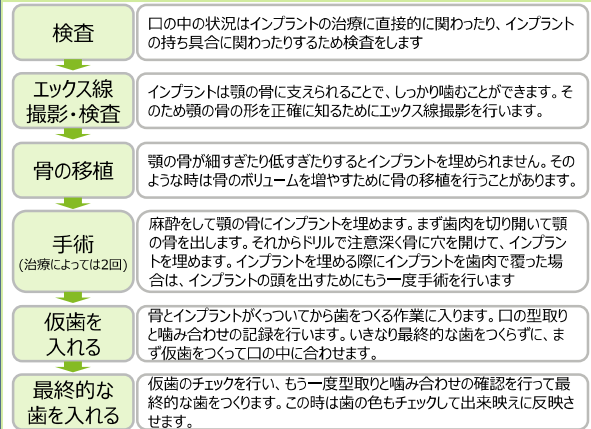 検査
口の中の状況はインプラントの治療に直接的に関わったり、インプラント
の持ち具合に関わったりするため検査をします
エックス線
撮影・検査
インプラントは顎の骨に支えられることで、しっかり噛むことができます。そ
のため顎の骨の形を正確に知るためにエックス線撮影を行います。
骨の移植
顎の骨が細すぎたり低すぎたりするとインプラントを埋められません。その
ような時は骨のボリュームを増やすために骨の移植を行うことがあります。
手術
(治療によっては2回)
麻酔をして顎の骨にインプラントを埋めます。まず歯肉を切り開いて顎
の骨を出します。それからドリルで注意深く骨に穴を開けて、インプラン
トを埋めます。インプラントを埋める際にインプラントを歯肉で覆った場
合は、インプラントの頭を出すためにもう一度手術を行います
仮歯を
入れる
骨とインプラントがくっついてから歯をつくる作業に入ります。口の型取り
と噛み合わせの記録を行います。いきなり最終的な歯をつくらずに、ま
ず仮歯をつくって口の中に合わせます。
最終的な
歯を入れる
仮歯のチェックを行い、もう一度型取りと噛み合わせの確認を行って最
終的な歯をつくります。この時は歯の色もチェックして出来映えに反映さ
せます。